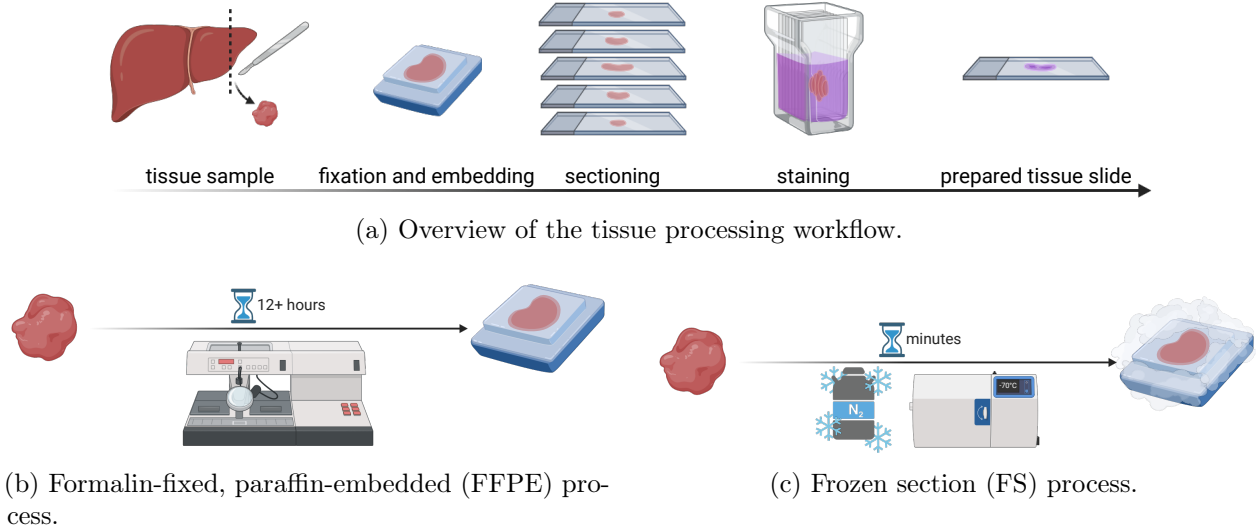 tissue sample fixation and embedding sectioning staining prepared tissue slide
(a) Overview of the tissue processing workflow.
12+ hours
minutes
-70°C
N₂
(b) Formalin-fixed, paraffin-embedded (FFPE) pro-
cess.
(c) Frozen section (FS) process.